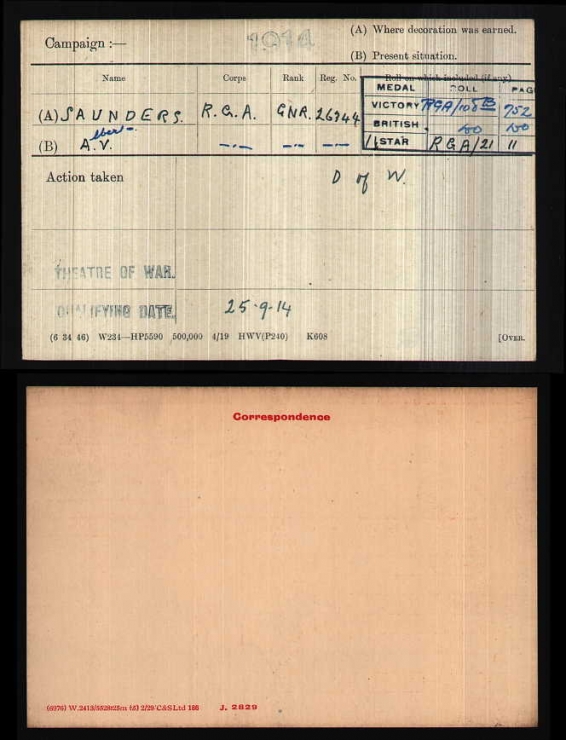 (A) Where decoration was earned.
Campaign :— 1914
(B) Present situation.
Name Corps Rank Reg. No. Roll on which included (if any)
MEDAL ROLL PAGE
(A) SAUNDERS. R.G.A. GNR. 26944 VICTORY RGA/105B 752
BRITISH do do
(B) A.V. —·— —·— —·— STAR RGA/21 11
Action taken D of W.
THEATRE OF WAR.
QUALIFYING DATE. 25·9·14
(6 34 46) W234—HP5590 500,000 4/19 HWV(P240) K608 [OVER.
Correspondence
J. 2829